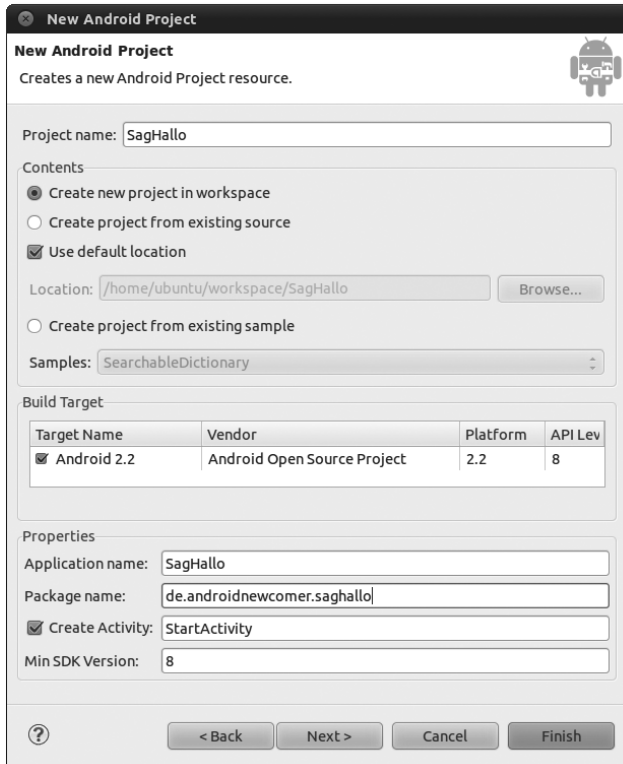 New Android Project
New Android Project
Creates a new Android Project resource.
Project name: SagHallo
Contents
Create new project in workspace
Create project from existing source
Use default location
Location: /home/ubuntu/workspace/SagHallo Browse...
Create project from existing sample
Samples: SearchableDictionary
Build Target
Target Name Vendor Platform API Lev
Android 2.2 Android Open Source Project 2.2 8
Properties
Application name: SagHallo
Package name: de.androidnewcomer.saghallo
Create Activity: StartActivity
Min SDK Version: 8
? < Back Next > Cancel Finish